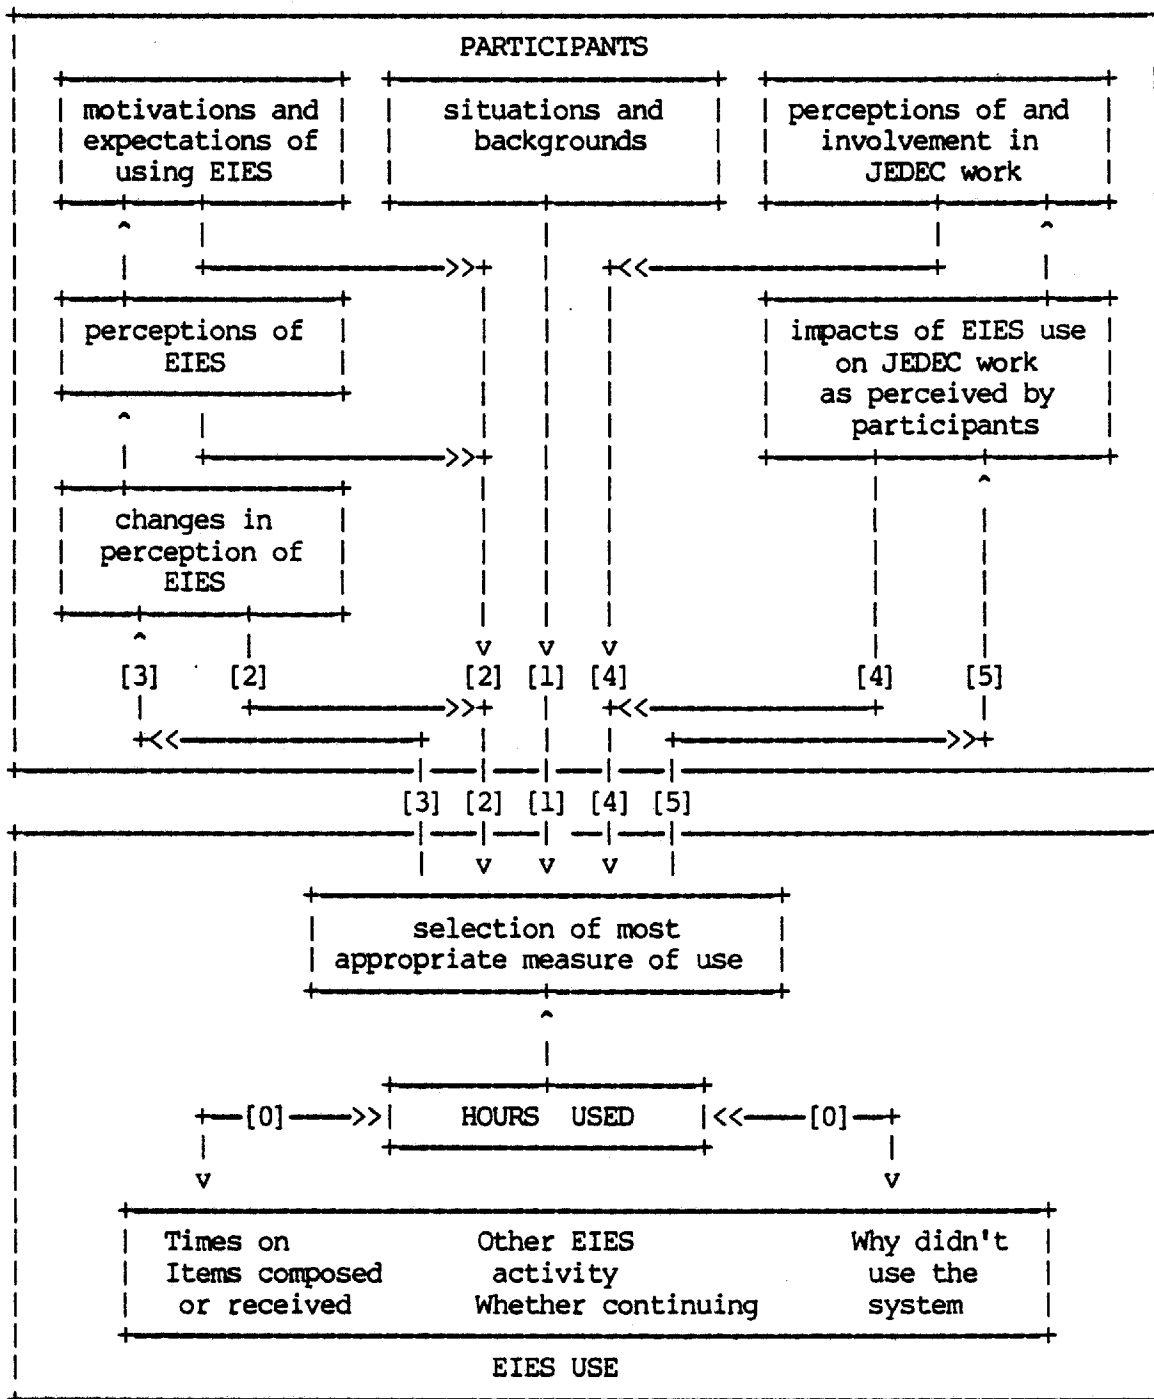 PARTICIPANTS
motivations and
expectations of
using EIES
situations and
backgrounds
perceptions of and
involvement in
JEDEC work
perceptions of
EIES
impacts of EIES use
on JEDEC work
as perceived by
participants
changes in
perception of
EIES
[3] [2] [2] [1] [4] [4] [5]
[3] [2] [1] [4] [5]
selection of most
appropriate measure of use
[0] HOURS USED [0]
Times on
Items composed
or received
Other EIES
activity
Whether continuing
Why didn't
use the
system
EIES USE